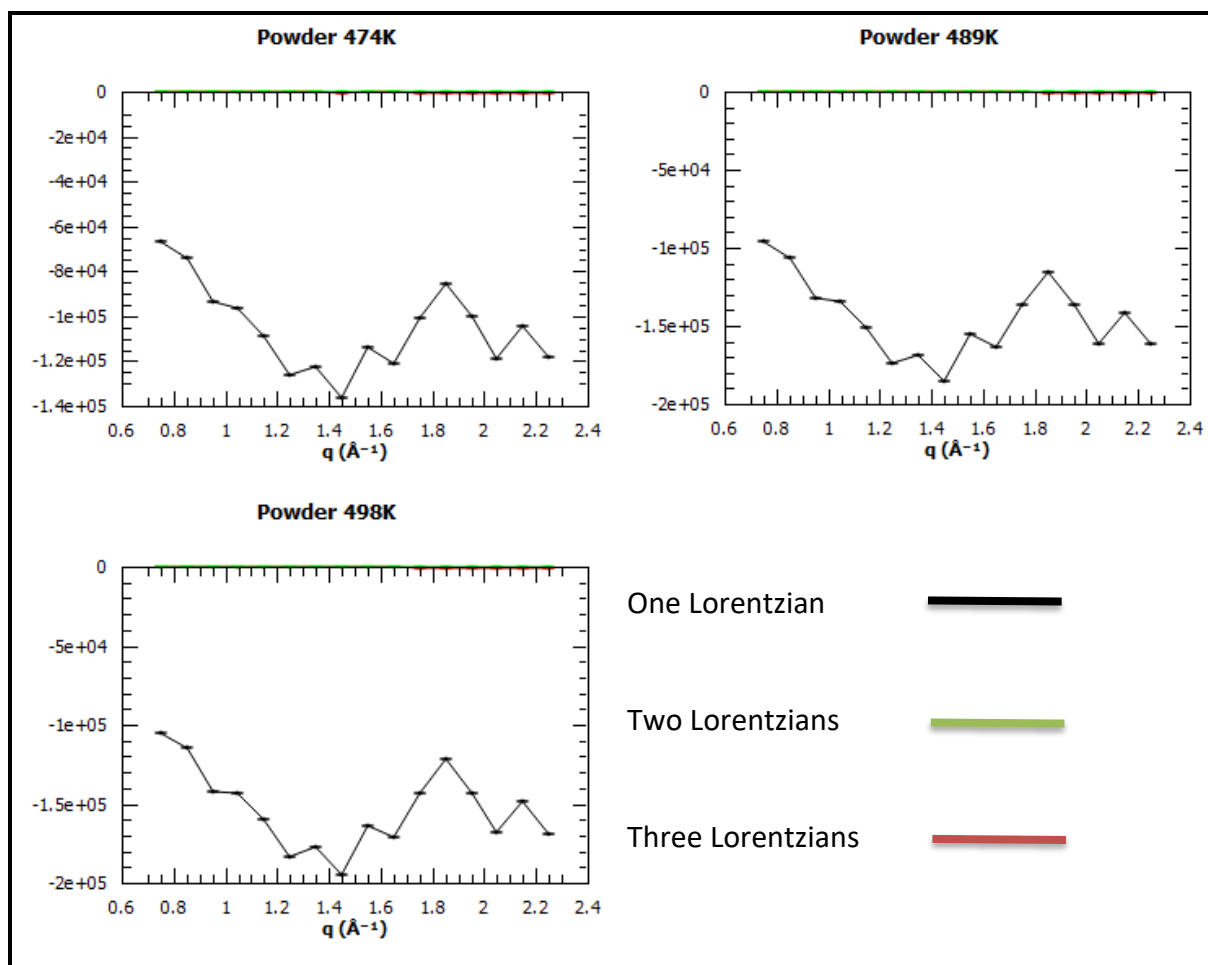 Powder 474K
0
-2e+04
-4e+04
-6e+04
-8e+04
-1e+05
-1.2e+05
-1.4e+05
0.6 0.8 1 1.2 1.4 1.6 1.8 2 2.2 2.4
q (Å⁻¹)
Powder 489K
0
-5e+04
-1e+05
-1.5e+05
-2e+05
0.6 0.8 1 1.2 1.4 1.6 1.8 2 2.2 2.4
q (Å⁻¹)
Powder 498K
0
-5e+04
-1e+05
-1.5e+05
-2e+05
0.6 0.8 1 1.2 1.4 1.6 1.8 2 2.2 2.4
q (Å⁻¹)
One Lorentzian
Two Lorentzians
Three Lorentzians